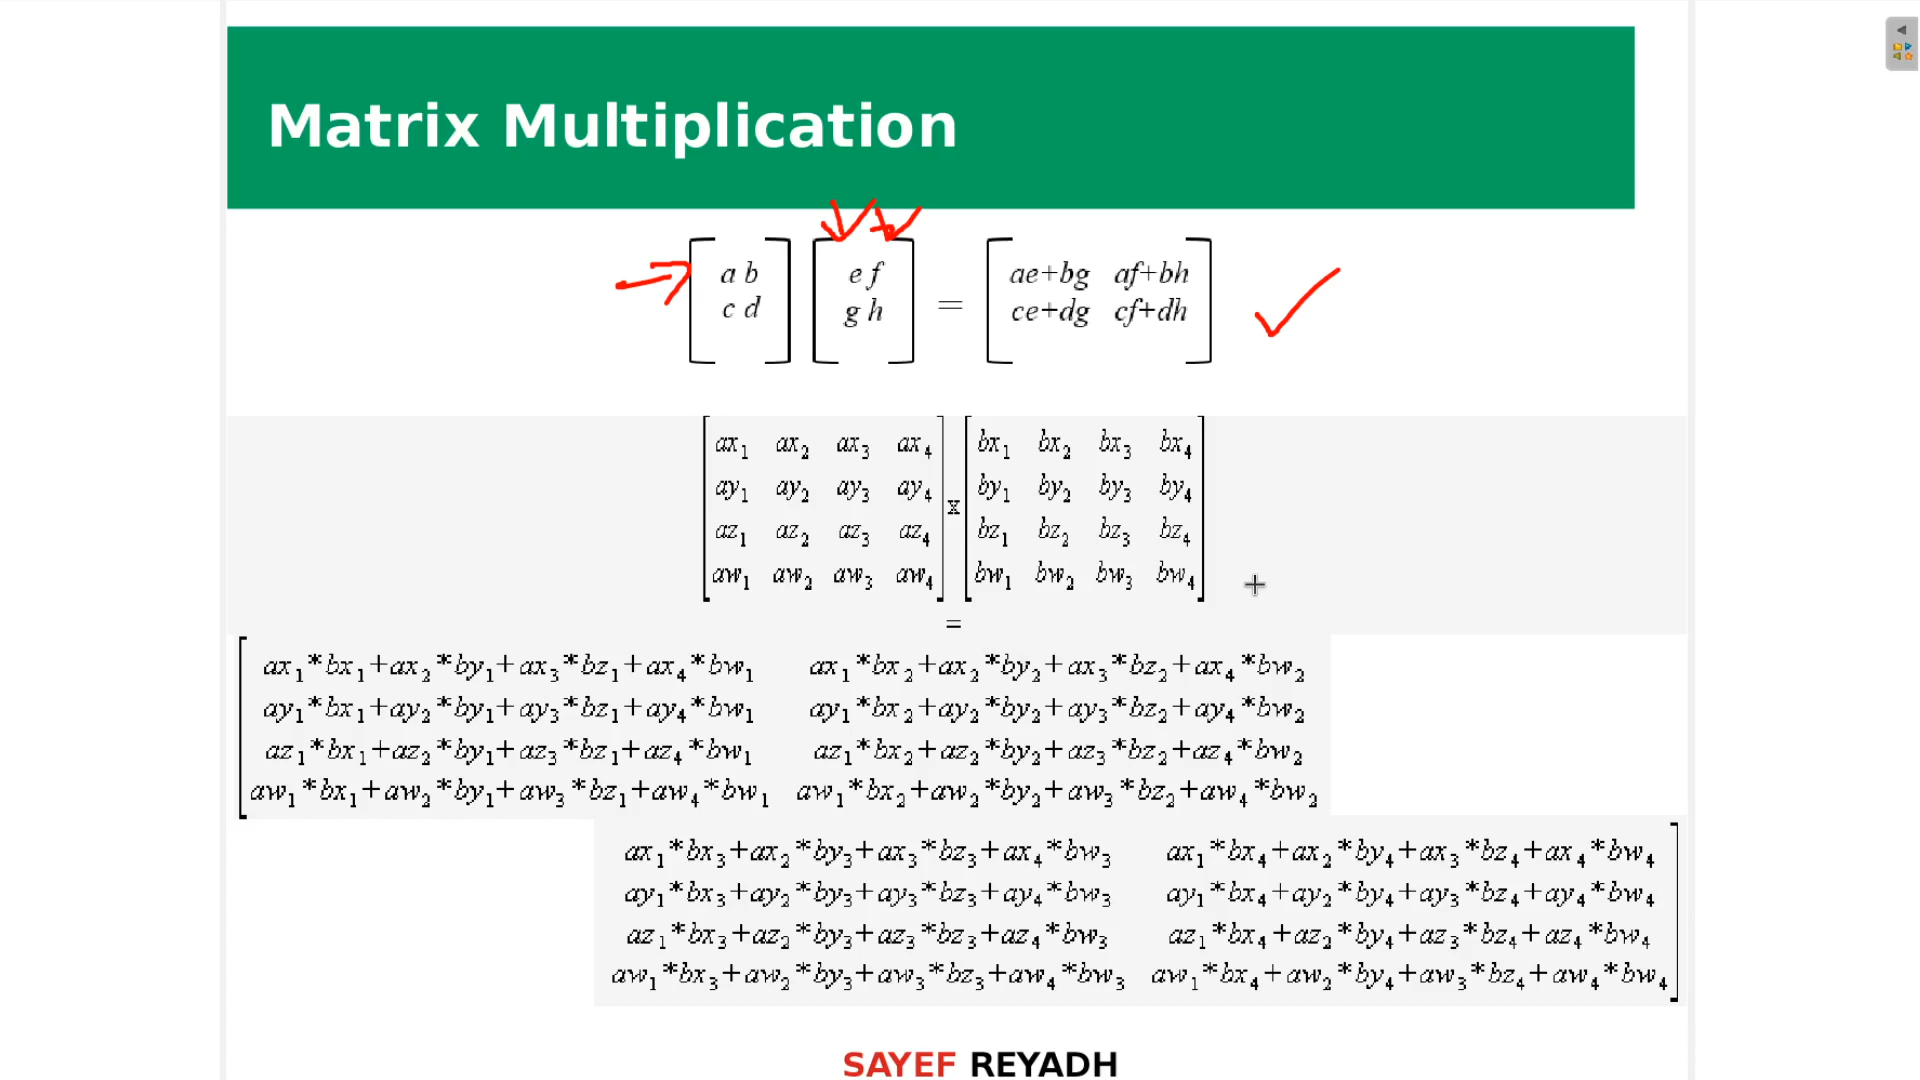 Matrix Multiplication
a b e f ae+bg af+bh
c d g h = ce+dg cf+dh
ax₁ ax₂ ax₃ ax₄ bx₁ bx₂ bx₃ bx₄
ay₁ ay₂ ay₃ ay₄ by₁ by₂ by₃ by₄
x
az₁ az₂ az₃ az₄ bz₁ bz₂ bz₃ bz₄
aw₁ aw₂ aw₃ aw₄ bw₁ bw₂ bw₃ bw₄
=
ax₁*bx₁+ax₂*by₁+ax₃*bz₁+ax₄*bw₁ ax₁*bx₂+ax₂*by₂+ax₃*bz₂+ax₄*bw₂
ay₁*bx₁+ay₂*by₁+ay₃*bz₁+ay₄*bw₁ ay₁*bx₂+ay₂*by₂+ay₃*bz₂+ay₄*bw₂
az₁*bx₁+az₂*by₁+az₃*bz₁+az₄*bw₁ az₁*bx₂+az₂*by₂+az₃*bz₂+az₄*bw₂
aw₁*bx₁+aw₂*by₁+aw₃*bz₁+aw₄*bw₁ aw₁*bx₂+aw₂*by₂+aw₃*bz₂+aw₄*bw₂
ax₁*bx₃+ax₂*by₃+ax₃*bz₃+ax₄*bw₃ ax₁*bx₄+ax₂*by₄+ax₃*bz₄+ax₄*bw₄
ay₁*bx₃+ay₂*by₃+ay₃*bz₃+ay₄*bw₃ ay₁*bx₄+ay₂*by₄+ay₃*bz₄+ay₄*bw₄
az₁*bx₃+az₂*by₃+az₃*bz₃+az₄*bw₃ az₁*bx₄+az₂*by₄+az₃*bz₄+az₄*bw₄
aw₁*bx₃+aw₂*by₃+aw₃*bz₃+aw₄*bw₃ aw₁*bx₄+aw₂*by₄+aw₃*bz₄+aw₄*bw₄
SAYEF REYADH